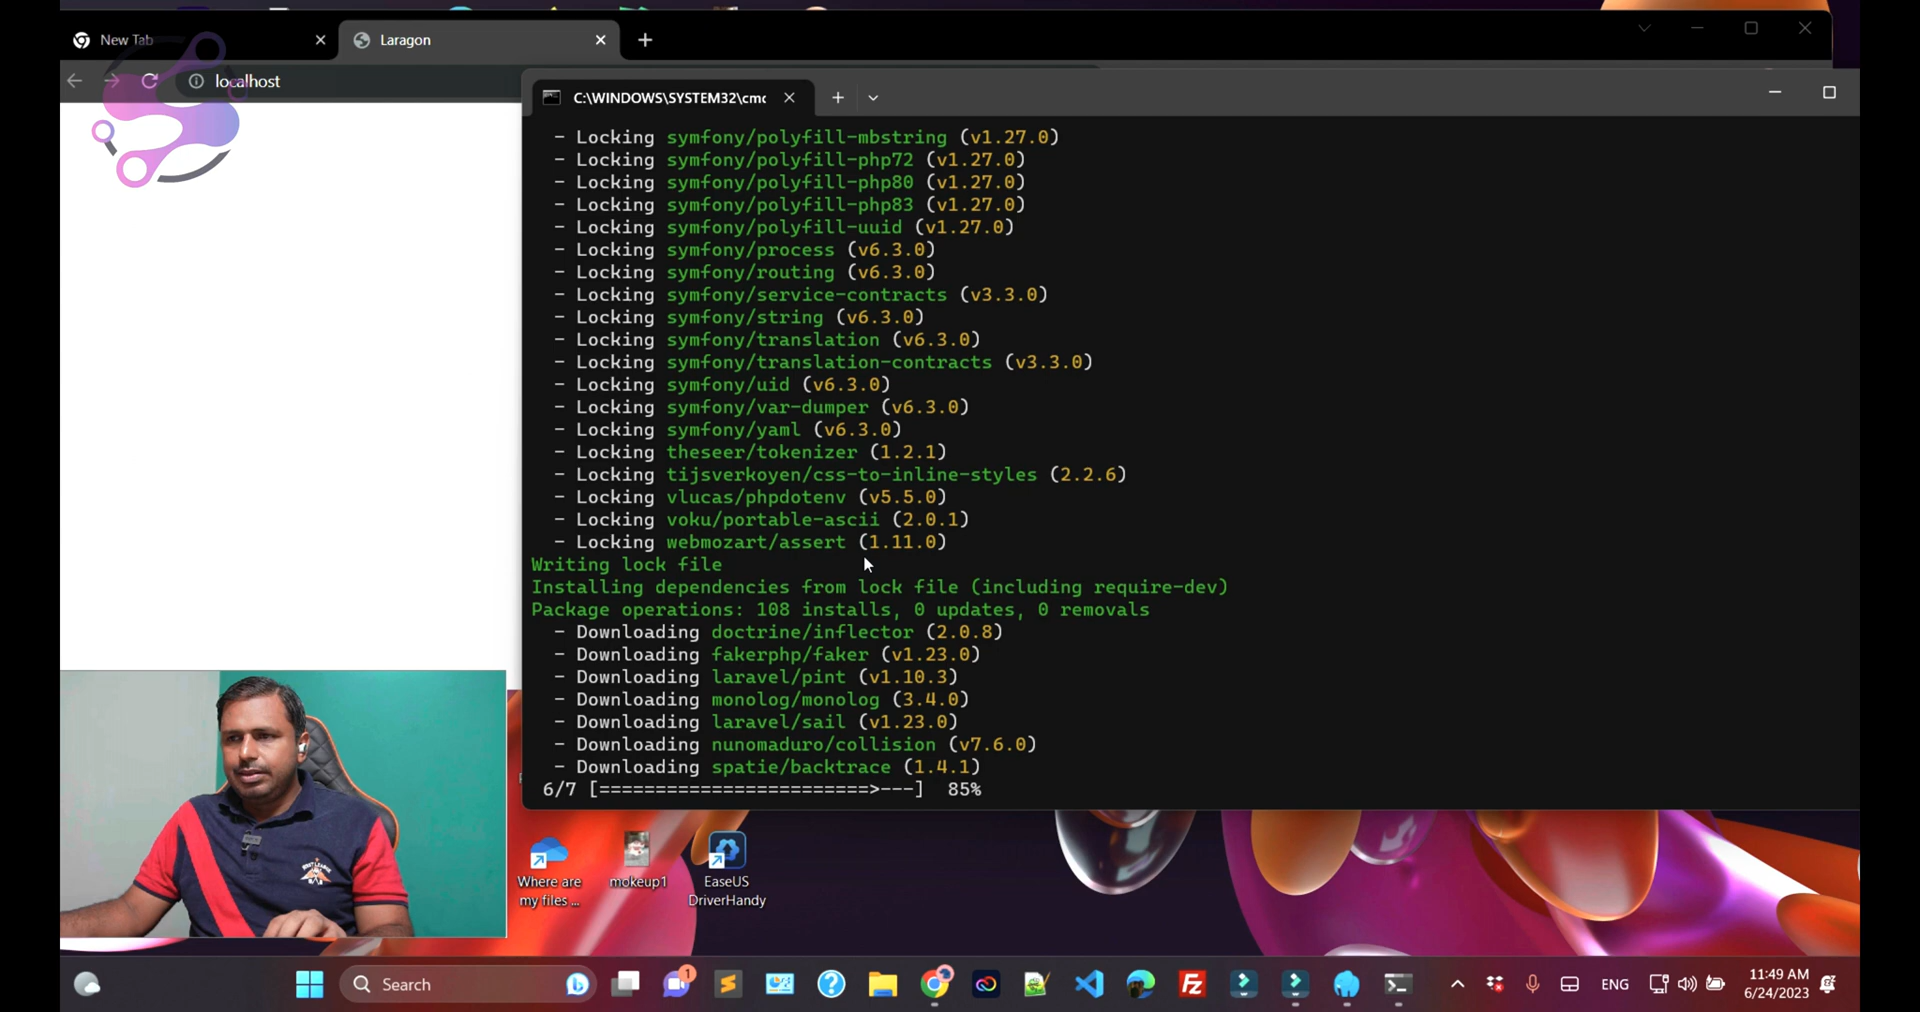 New Tab
Laragon
localhost
C:\WINDOWS\SYSTEM32\cmc
- Locking symfony/polyfill-mbstring (v1.27.0)
- Locking symfony/polyfill-php72 (v1.27.0)
- Locking symfony/polyfill-php80 (v1.27.0)
- Locking symfony/polyfill-php83 (v1.27.0)
- Locking symfony/polyfill-uuid (v1.27.0)
- Locking symfony/process (v6.3.0)
- Locking symfony/routing (v6.3.0)
- Locking symfony/service-contracts (v3.3.0)
- Locking symfony/string (v6.3.0)
- Locking symfony/translation (v6.3.0)
- Locking symfony/translation-contracts (v3.3.0)
- Locking symfony/uid (v6.3.0)
- Locking symfony/var-dumper (v6.3.0)
- Locking symfony/yaml (v6.3.0)
- Locking theseer/tokenizer (1.2.1)
- Locking tijsverkoyen/css-to-inline-styles (2.2.6)
- Locking vlucas/phpdotenv (v5.5.0)
- Locking voku/portable-ascii (2.0.1)
- Locking webmozart/assert (1.11.0)
Writing lock file
Installing dependencies from lock file (including require-dev)
Package operations: 108 installs, 0 updates, 0 removals
- Downloading doctrine/inflector (2.0.8)
- Downloading fakerphp/faker (v1.23.0)
- Downloading laravel/pint (v1.10.3)
- Downloading monolog/monolog (3.4.0)
- Downloading laravel/sail (v1.23.0)
- Downloading nunomaduro/collision (v7.6.0)
- Downloading spatie/backtrace (1.4.1)
6/7 [========================>---] 85%
Where are
my files ...
mokeup1
EaseUS
DriverHandy
Search
1
ENG
11:49 AM
6/24/2023